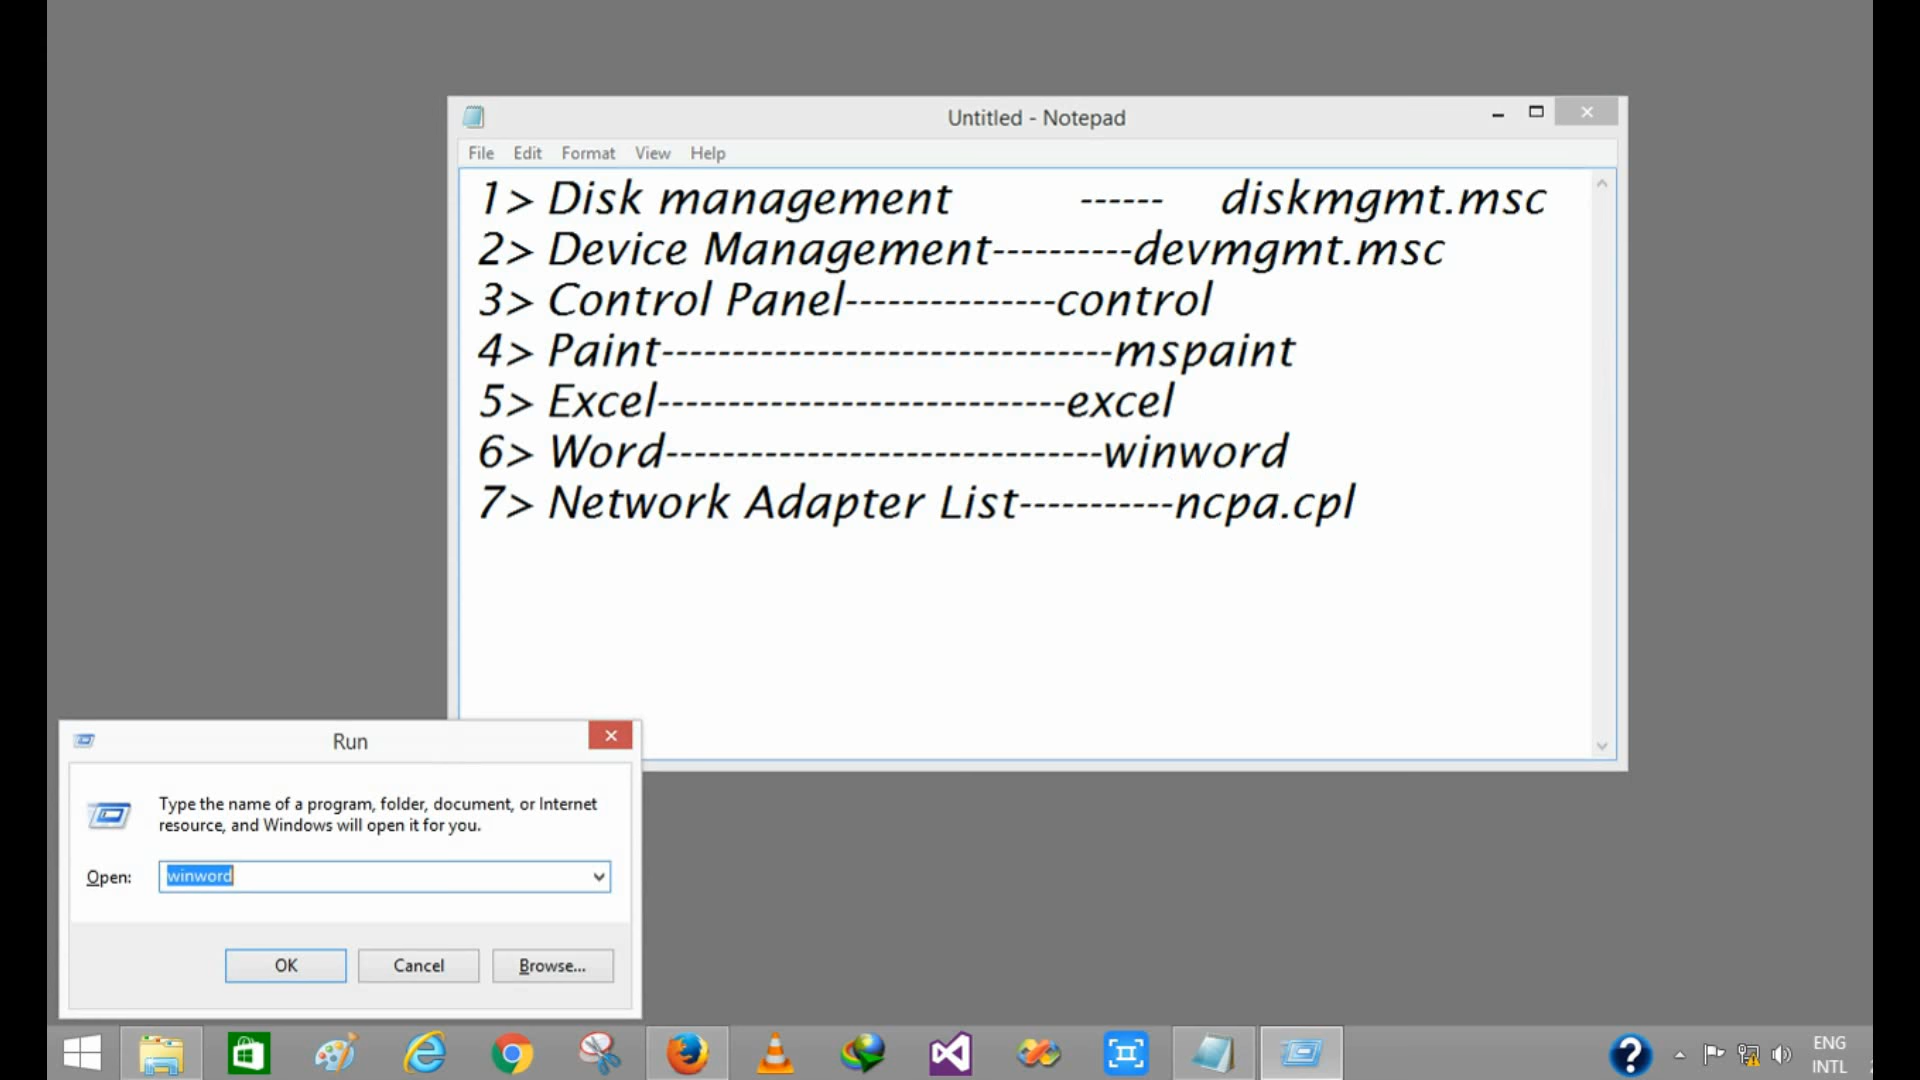 Untitled - Notepad
File Edit Format View Help
1> Disk management ------ diskmgmt.msc
2> Device Management----------devmgmt.msc
3> Control Panel---------------control
4> Paint--------------------------------mspaint
5> Excel-----------------------------excel
6> Word-------------------------------winword
7> Network Adapter List-----------ncpa.cpl
Run
Type the name of a program, folder, document, or Internet
resource, and Windows will open it for you.
Open: winword
OK Cancel Browse...
ENG
INTL